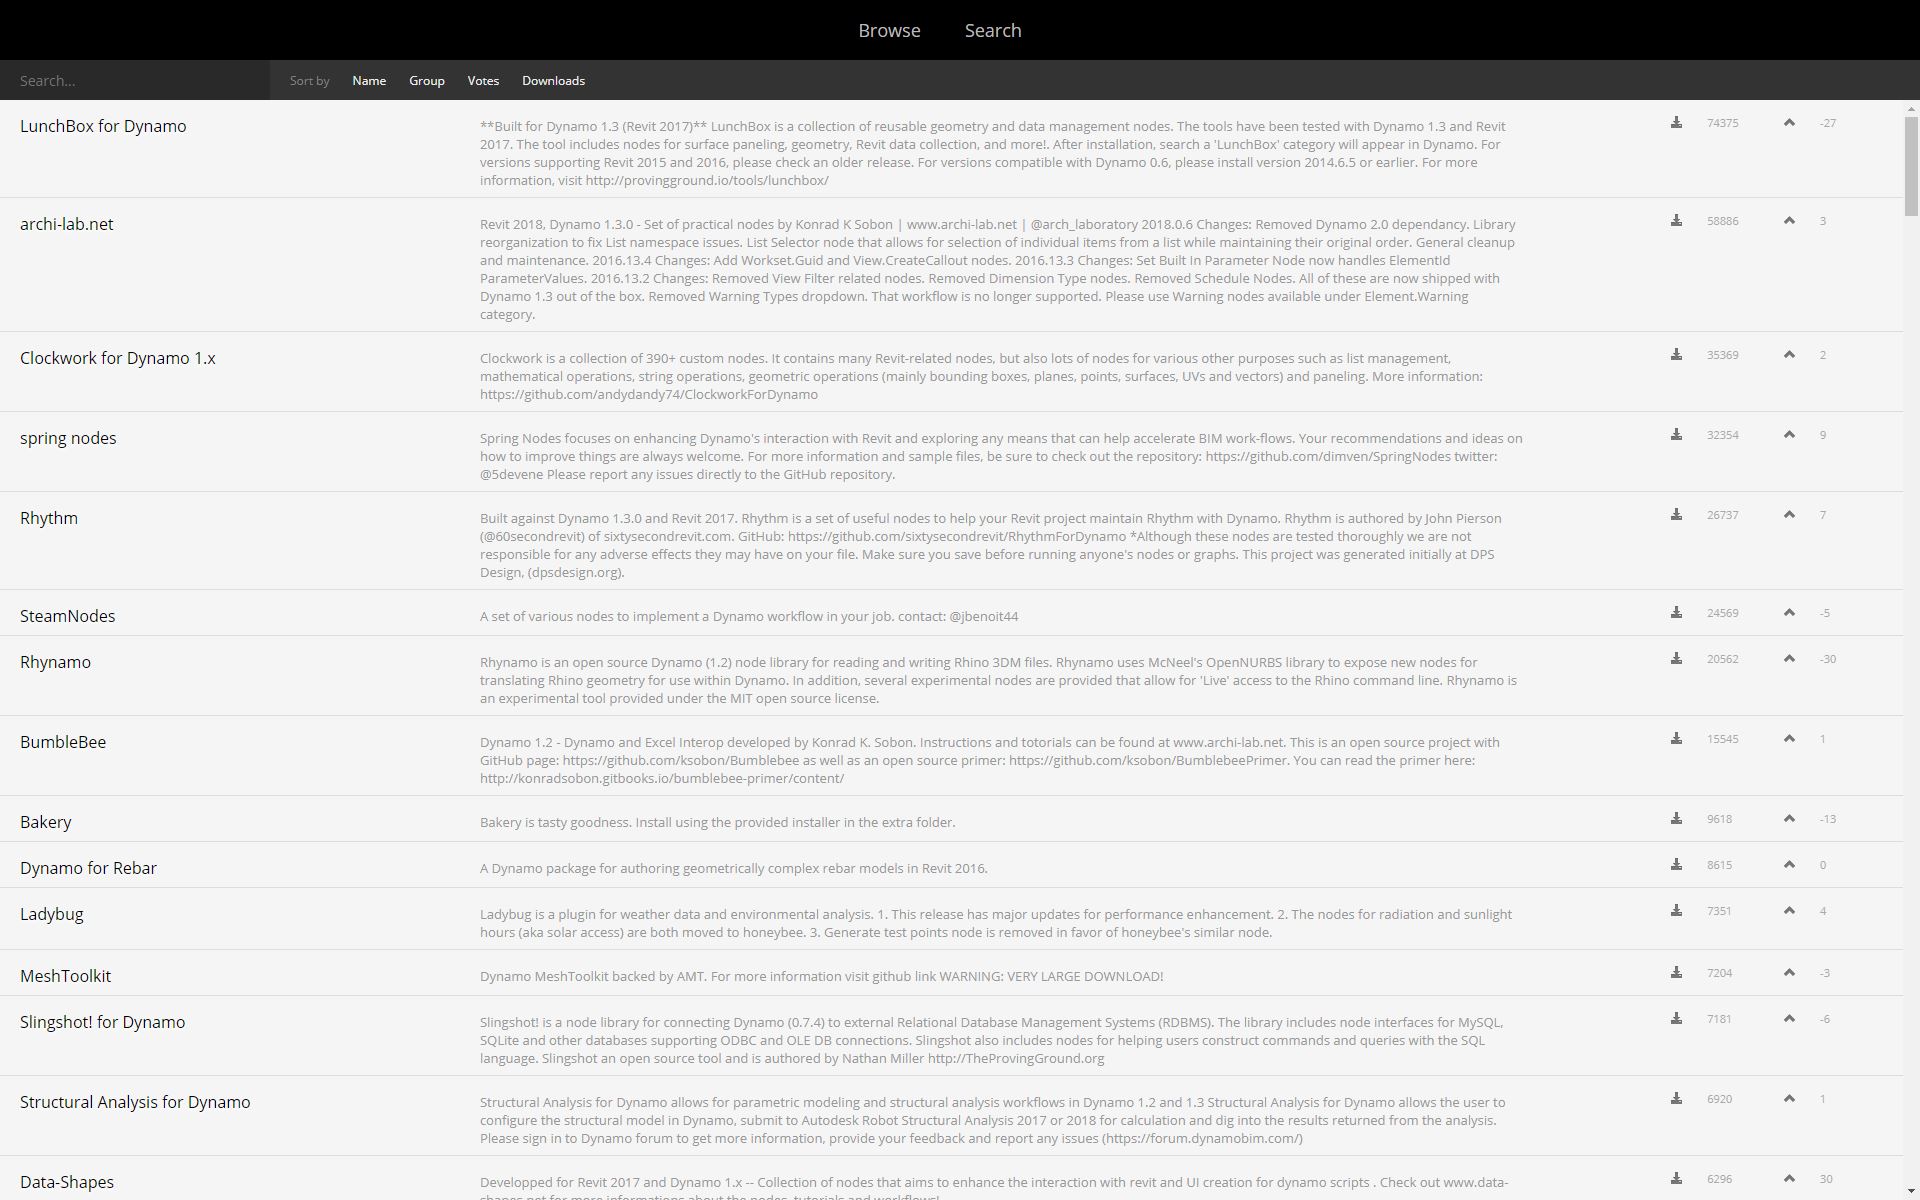 Browse Search
Search... Sort by Name Group Votes Downloads
LunchBox for Dynamo
**Built for Dynamo 1.3 (Revit 2017)** LunchBox is a collection of reusable geometry and data management nodes. The tools have been tested with Dynamo 1.3 and Revit
2017. The tool includes nodes for surface paneling, geometry, Revit data collection, and more!. After installation, search a 'LunchBox' category will appear in Dynamo. For
versions supporting Revit 2015 and 2016, please check an older release. For versions compatible with Dynamo 0.6, please install version 2014.6.5 or earlier. For more
information, visit http://provingground.io/tools/lunchbox/
74375 -27
archi-lab.net
Revit 2018, Dynamo 1.3.0 - Set of practical nodes by Konrad K Sobon | www.archi-lab.net | @arch_laboratory 2018.0.6 Changes: Removed Dynamo 2.0 dependancy. Library
reorganization to fix List namespace issues. List Selector node that allows for selection of individual items from a list while maintaining their original order. General cleanup
and maintenance. 2016.13.4 Changes: Add Workset.Guid and View.CreateCallout nodes. 2016.13.3 Changes: Set Built In Parameter Node now handles ElementId
ParameterValues. 2016.13.2 Changes: Removed View Filter related nodes. Removed Dimension Type nodes. Removed Schedule Nodes. All of these are now shipped with
Dynamo 1.3 out of the box. Removed Warning Types dropdown. That workflow is no longer supported. Please use Warning nodes available under Element.Warning
category.
58886 3
Clockwork for Dynamo 1.x
Clockwork is a collection of 390+ custom nodes. It contains many Revit-related nodes, but also lots of nodes for various other purposes such as list management,
mathematical operations, string operations, geometric operations (mainly bounding boxes, planes, points, surfaces, UVs and vectors) and paneling. More information:
https://github.com/andydandy74/ClockworkForDynamo
35369 2
spring nodes
Spring Nodes focuses on enhancing Dynamo's interaction with Revit and exploring any means that can help accelerate BIM work-flows. Your recommendations and ideas on
how to improve things are always welcome. For more information and sample files, be sure to check out the repository: https://github.com/dimven/SpringNodes twitter:
@5devene Please report any issues directly to the GitHub repository.
32354 9
Rhythm
Built against Dynamo 1.3.0 and Revit 2017. Rhythm is a set of useful nodes to help your Revit project maintain Rhythm with Dynamo. Rhythm is authored by John Pierson
(@60secondrevit) of sixtysecondrevit.com. GitHub: https://github.com/sixtysecondrevit/RhythmForDynamo *Although these nodes are tested thoroughly we are not
responsible for any adverse effects they may have on your file. Make sure you save before running anyone's nodes or graphs. This project was generated initially at DPS
Design, (dpsdesign.org).
26737 7
SteamNodes
A set of various nodes to implement a Dynamo workflow in your job. contact: @jbenoit44
24569 -5
Rhynamo
Rhynamo is an open source Dynamo (1.2) node library for reading and writing Rhino 3DM files. Rhynamo uses McNeel's OpenNURBS library to expose new nodes for
translating Rhino geometry for use within Dynamo. In addition, several experimental nodes are provided that allow for 'Live' access to the Rhino command line. Rhynamo is
an experimental tool provided under the MIT open source license.
20562 -30
BumbleBee
Dynamo 1.2 - Dynamo and Excel Interop developed by Konrad K. Sobon. Instructions and totorials can be found at www.archi-lab.net. This is an open source project with
GitHub page: https://github.com/ksobon/Bumblebee as well as an open source primer: https://github.com/ksobon/BumblebeePrimer. You can read the primer here:
http://konradsobon.gitbooks.io/bumblebee-primer/content/
15545 1
Bakery
Bakery is tasty goodness. Install using the provided installer in the extra folder.
9618 -13
Dynamo for Rebar
A Dynamo package for authoring geometrically complex rebar models in Revit 2016.
8615 0
Ladybug
Ladybug is a plugin for weather data and environmental analysis. 1. This release has major updates for performance enhancement. 2. The nodes for radiation and sunlight
hours (aka solar access) are both moved to honeybee. 3. Generate test points node is removed in favor of honeybee's similar node.
7351 4
MeshToolkit
Dynamo MeshToolkit backed by AMT. For more information visit github link WARNING: VERY LARGE DOWNLOAD!
7204 -3
Slingshot! for Dynamo
Slingshot! is a node library for connecting Dynamo (0.7.4) to external Relational Database Management Systems (RDBMS). The library includes node interfaces for MySQL,
SQLite and other databases supporting ODBC and OLE DB connections. Slingshot also includes nodes for helping users construct commands and queries with the SQL
language. Slingshot an open source tool and is authored by Nathan Miller http://TheProvingGround.org
7181 -6
Structural Analysis for Dynamo
Structural Analysis for Dynamo allows for parametric modeling and structural analysis workflows in Dynamo 1.2 and 1.3 Structural Analysis for Dynamo allows the user to
configure the structural model in Dynamo, submit to Autodesk Robot Structural Analysis 2017 or 2018 for calculation and dig into the results returned from the analysis.
Please sign in to Dynamo forum to get more information, provide your feedback and report any issues (https://forum.dynamobim.com/)
6920 1
Data-Shapes
Developped for Revit 2017 and Dynamo 1.x -- Collection of nodes that aims to enhance the interaction with revit and UI creation for dynamo scripts . Check out www.data-
shapes.net for more informations about the nodes, tutorials and workflows!
6296 30